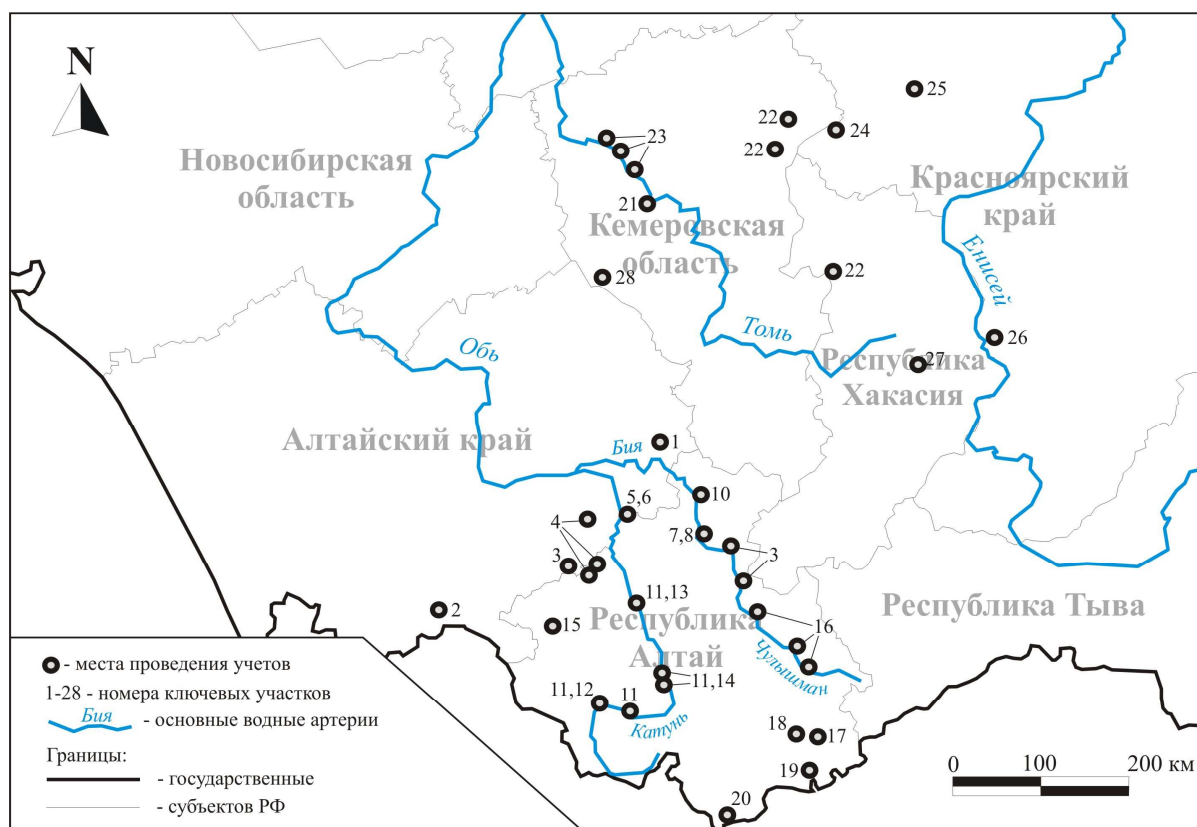 N
25
22
24
23
22
Новосибирская
область
Красноярский
край
21
Кемеровская
область
Енисей
28
22
Томь
26
Обь
27
Республика
Хакасия
Алтайский край
Бия
1
10
5,6
4
7,8
3
3
11,13
2
15
Республика
Алтай
16
Республика Тыва
Чулышман
11,14
11,12
11
Катунь
18
17
19
20
- места проведения учетов
1-28 - номера ключевых участков
Бия - основные водные артерии
Границы:
- государственные
- субъектов РФ
0 100 200 км